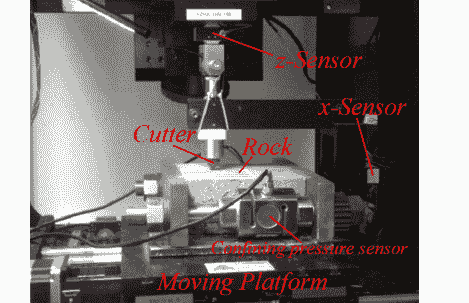 z-Sensor
x-Sensor
Cutter
Rock
Confining pressure sensor
Moving Platform